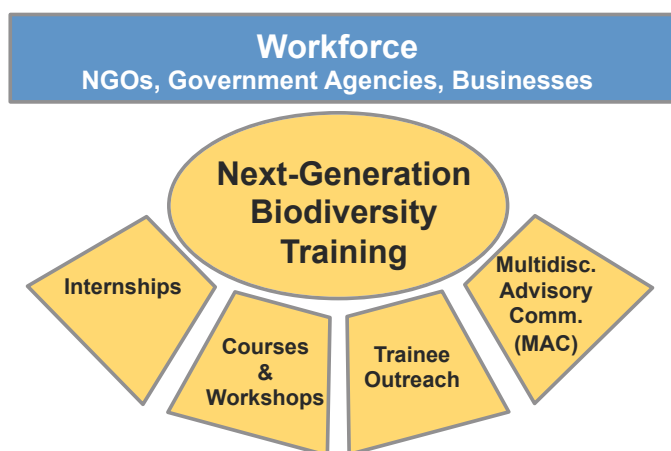 Workforce
NGOs, Government Agencies, Businesses
Next-Generation
Biodiversity
Training
Internships
Courses
&
Workshops
Trainee
Outreach
Multidisc.
Advisory
Comm.
(MAC)